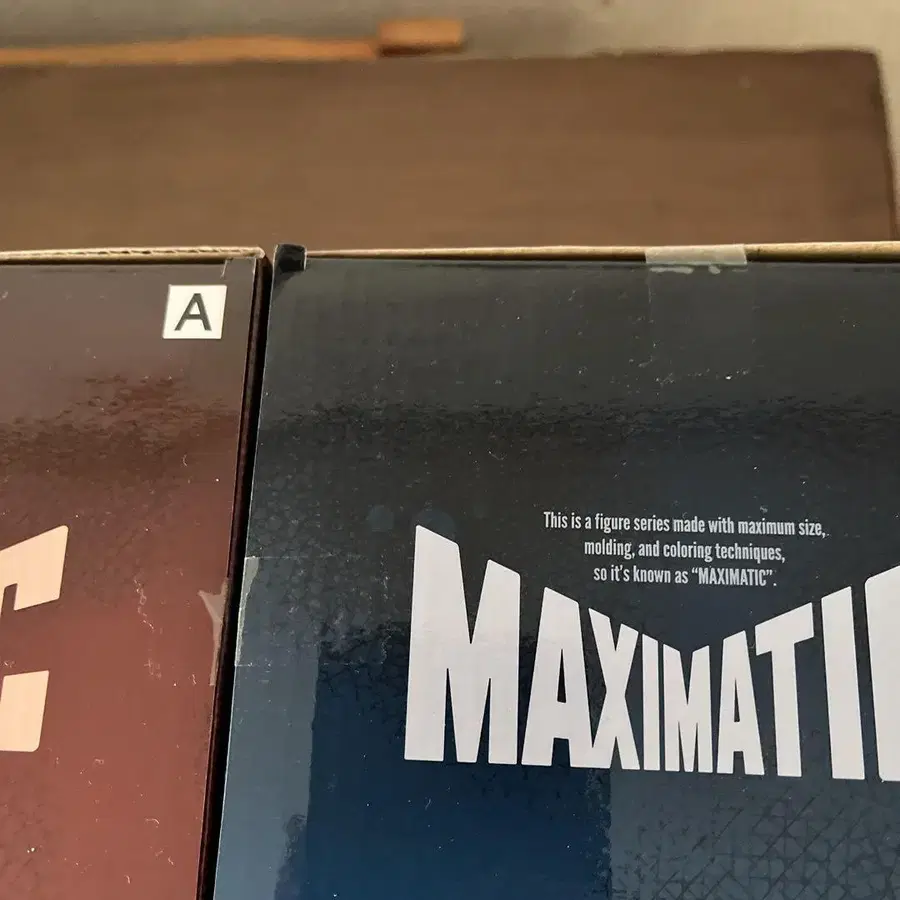 A
C
This is a figure series made with maximum size,
molding, and coloring techniques,
so it's known as "MAXIMATIC".
MAXIMATIC